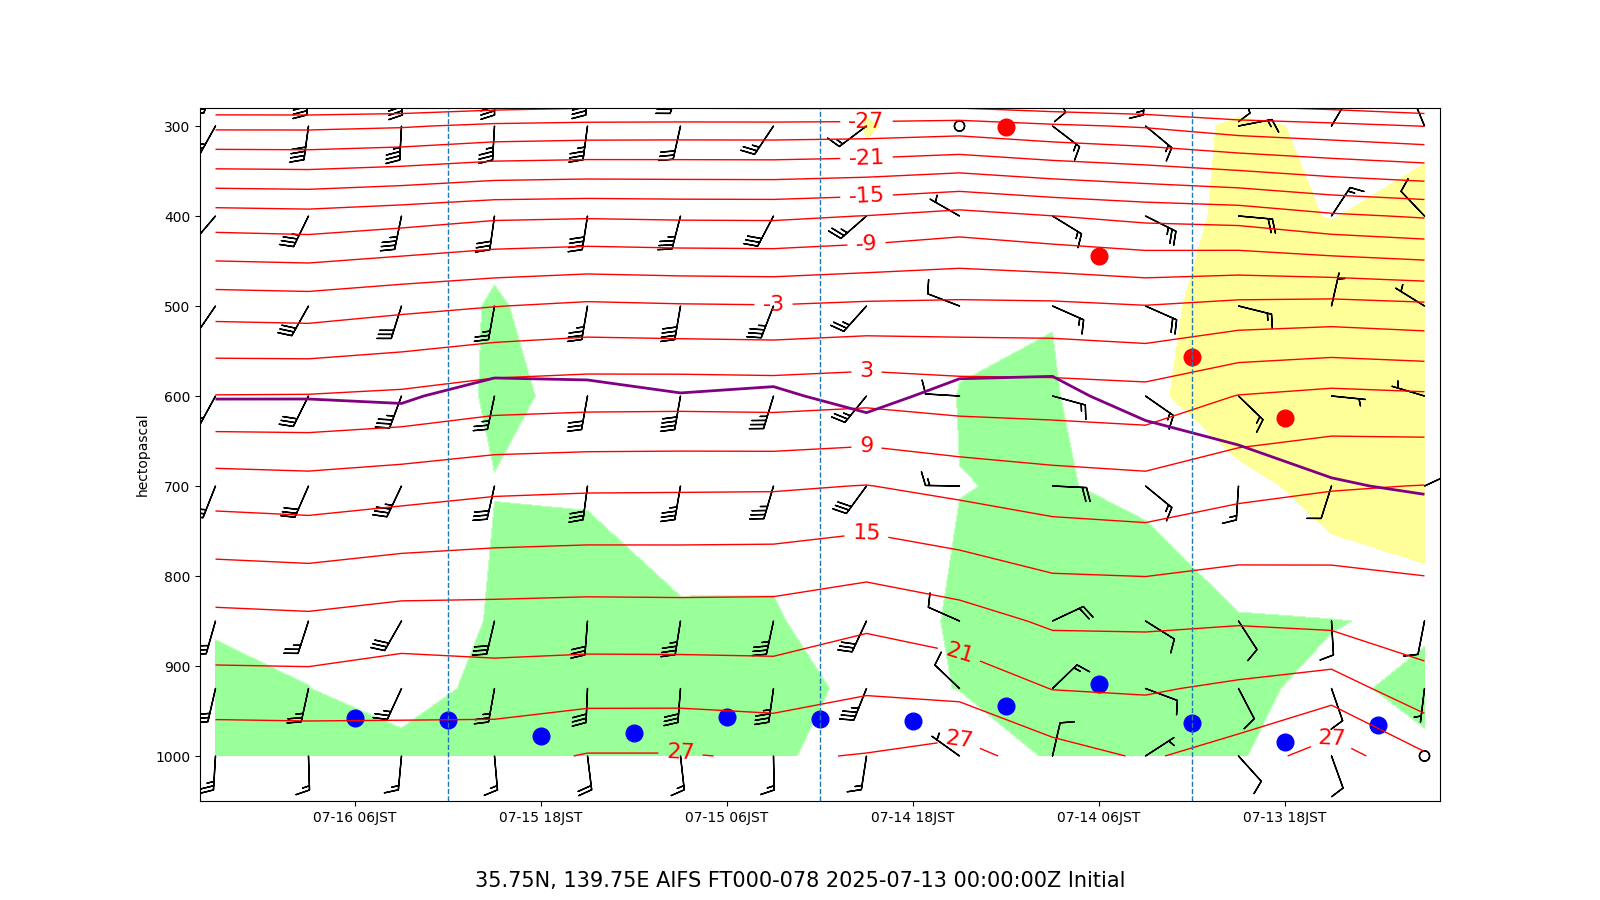 -27
300
-21
-15
400
-9
500
-3
3
600
9
700
15
800
21
900
27
27
27
1000
hectopascal
07-16 06JST
07-15 18JST
07-15 06JST
07-14 18JST
07-14 06JST
07-13 18JST
35.75N, 139.75E AIFS FT000-078 2025-07-13 00:00:00Z Initial